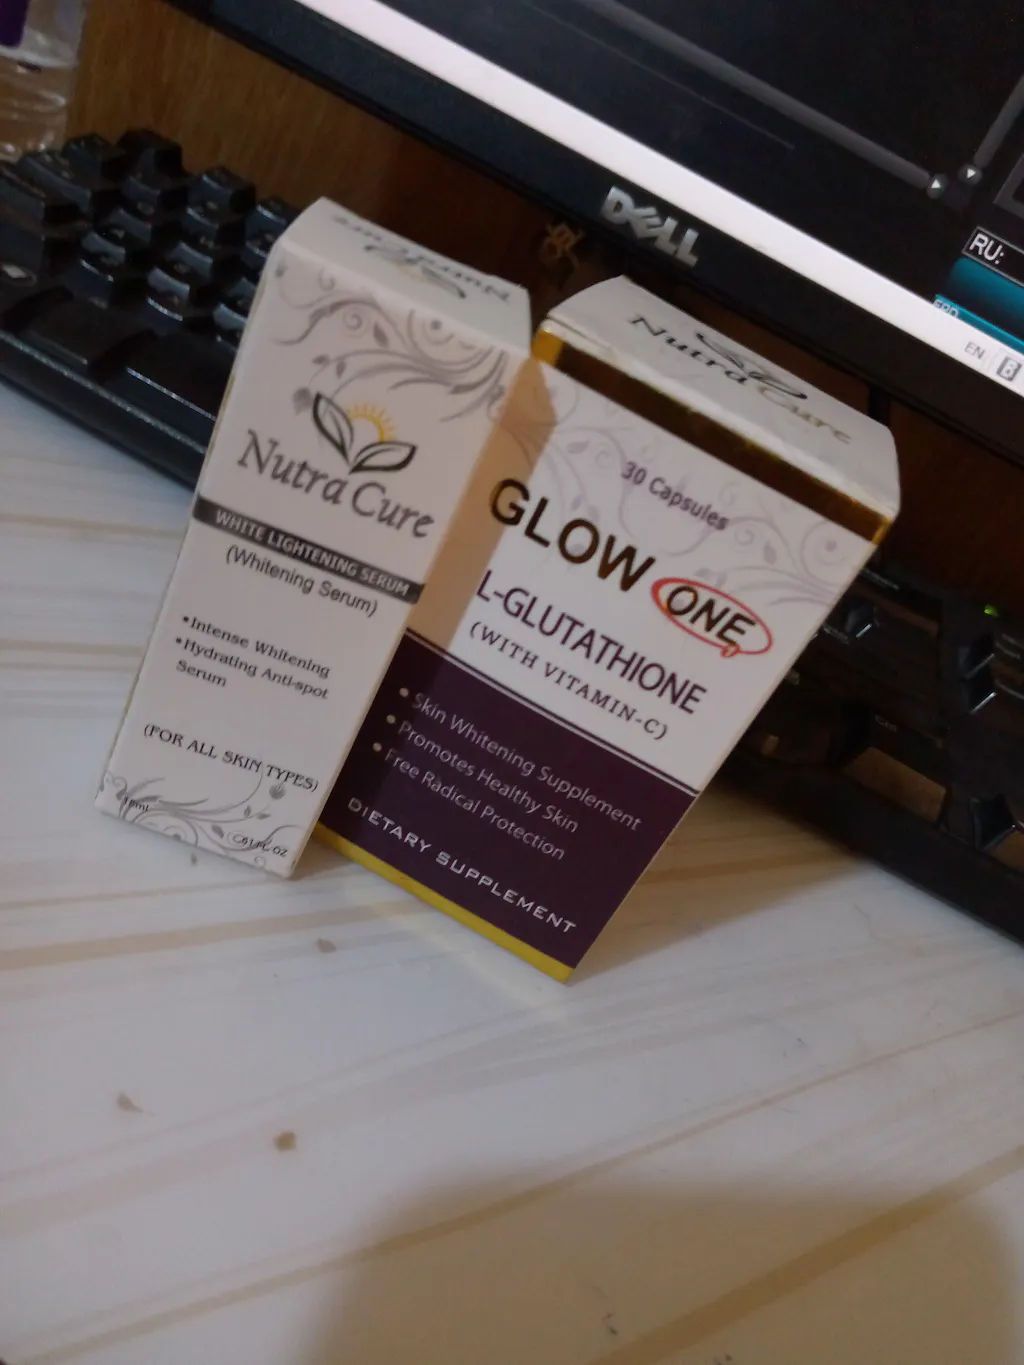 DELL
RU:
EN
Nutra Cure
Nutra Cure
WHITE LIGHTENING SERUM
(Whitening Serum)
•Intense Whitening
•Hydrating Anti-spot
Serum
(FOR ALL SKIN TYPES)
Nutra Cure
30 Capsules
GLOW ONE
L-GLUTATHIONE
(WITH VITAMIN-C)
• Skin Whitening Supplement
• Promotes Healthy Skin
• Free Radical Protection
DIETARY SUPPLEMENT